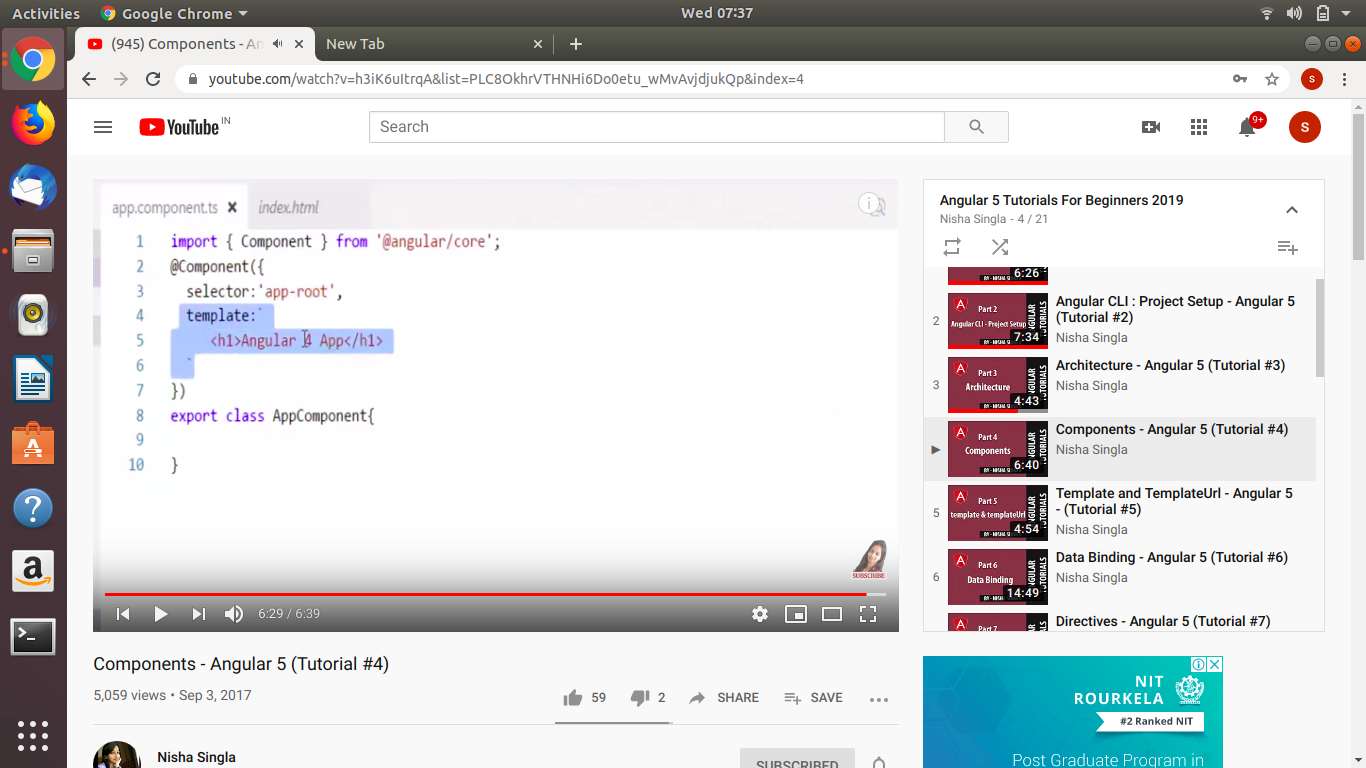 Activities
Google Chrome
Wed 07:37
(945) Components - An
New Tab
youtube.com/watch?v=h3iK6uItrqA&list=PLC8OkhrVTHNHi6Do0etu_wMvAvjdjukQp&index=4
S
YouTube IN
Search
9+
S
app.component.ts
index.html
1 import { Component } from '@angular/core';
2 @Component({
3 selector:'app-root',
4 template:`
5 <h1>Angular 4 App</h1>
6 `
7 })
8 export class AppComponent{
9
10 }
SUBSCRIBE
6:29 / 6:39
Components - Angular 5 (Tutorial #4)
5,059 views • Sep 3, 2017
59
2
SHARE
SAVE
Nisha Singla
SUBSCRIBED
Angular 5 Tutorials For Beginners 2019
Nisha Singla - 4 / 21
6:26
2
Part 2
Angular CLI - Project Setup
7:34
Angular CLI : Project Setup - Angular 5
(Tutorial #2)
Nisha Singla
3
Part 3
Architecture
4:43
Architecture - Angular 5 (Tutorial #3)
Nisha Singla
Part 4
Components
6:40
Components - Angular 5 (Tutorial #4)
Nisha Singla
5
Part 5
template & templateUrl
4:54
Template and TemplateUrl - Angular 5
- (Tutorial #5)
Nisha Singla
6
Part 6
Data Binding
14:49
Data Binding - Angular 5 (Tutorial #6)
Nisha Singla
Part 7
Directives - Angular 5 (Tutorial #7)
NIT
ROURKELA
#2 Ranked NIT
Post Graduate Program in